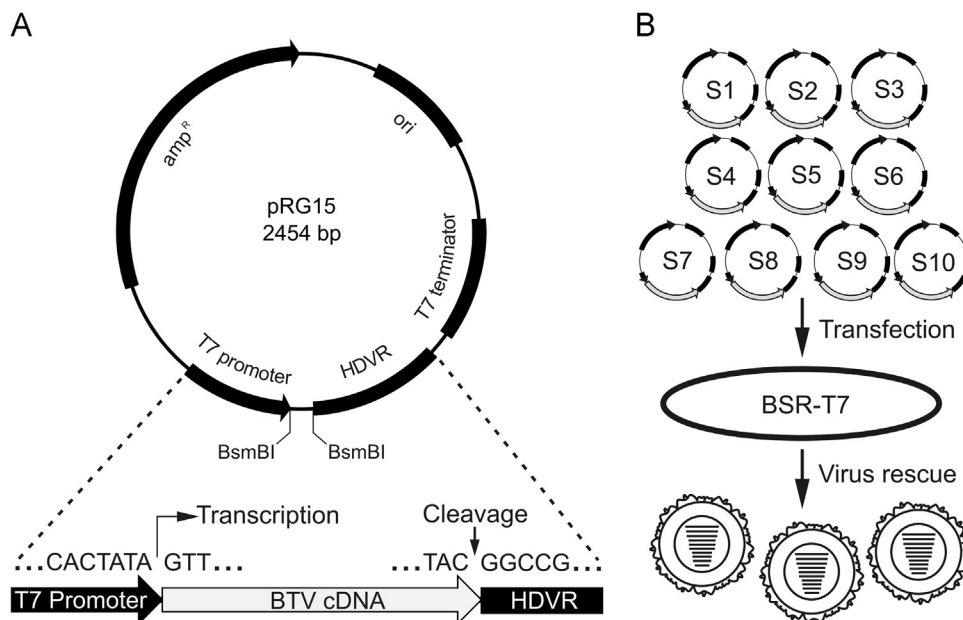 A
amp R
ori
pRG15
2454 bp
T7 terminator
T7 promoter
HDVR
BsmBI
BsmBI
Transcription
Cleavage
...CACTATA GTT...
...TAC GGCCG...
T7 Promoter
BTV cDNA
HDVR
B
S1 S2 S3
S4 S5 S6
S7 S8 S9 S10
Transfection
BSR-T7
Virus rescue